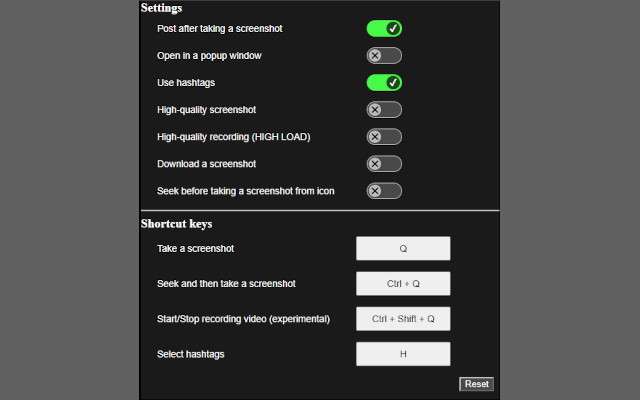 Settings
Post after taking a screenshot
Open in a popup window
Use hashtags
High-quality screenshot
High-quality recording (HIGH LOAD)
Download a screenshot
Seek before taking a screenshot from icon
Shortcut keys
Take a screenshot Q
Seek and then take a screenshot Ctrl + Q
Start/Stop recording video (experimental) Ctrl + Shift + Q
Select hashtags H
Reset